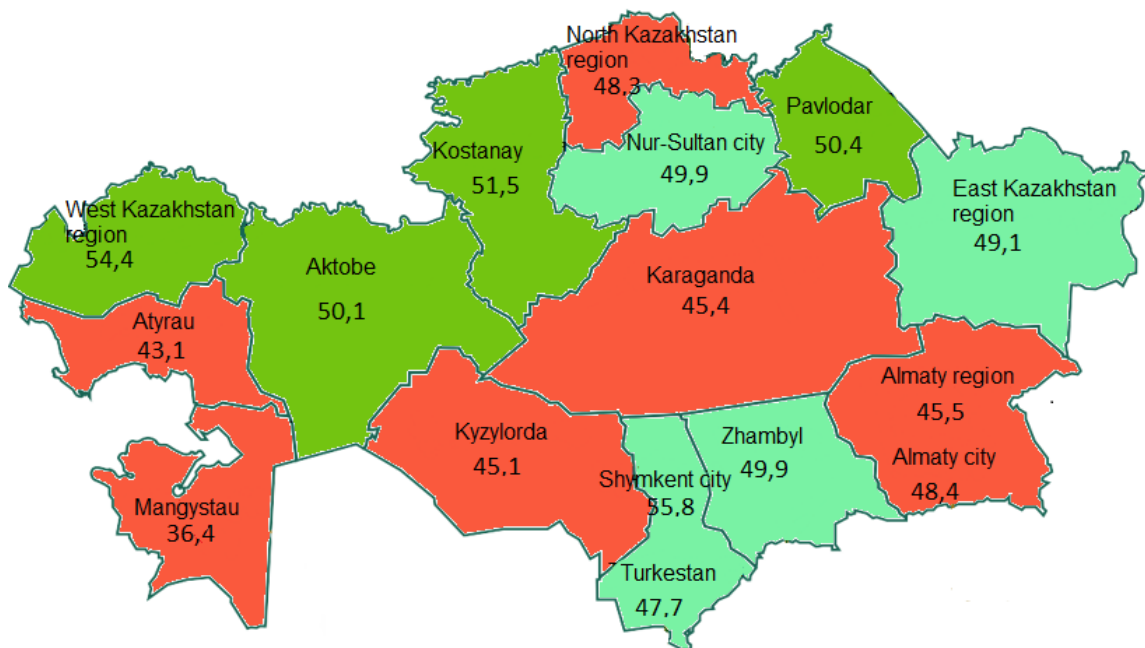 North Kazakhstan
region
48,3
Pavlodar
50,4
Nur-Sultan city
49,9
Kostanay
51,5
East Kazakhstan
region
49,1
West Kazakhstan
region
54,4
Aktobe
50,1
Karaganda
45,4
Atyrau
43,1
Almaty region
45,5
Kyzylorda
45,1
Zhambyl
49,9
Almaty city
48,4
Shymkent city
55,8
Mangystau
36,4
Turkestan
47,7